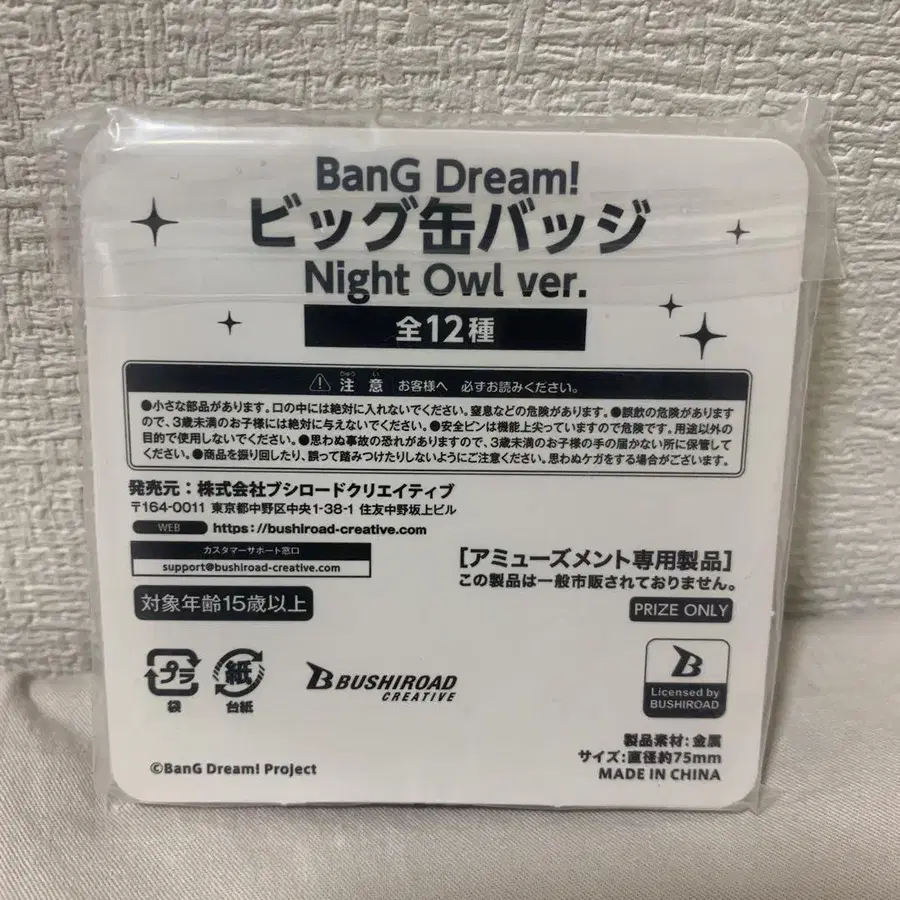 BanG Dream!
ビッグ缶バッジ
Night Owl ver.
全12種
注意 お客様へ 必ずお読みください。
ちゅう い
●小さな部品があります。口の中には絶対に入れないでください。窒息などの危険があります。●誤飲の危険があります
ので、3歳未満のお子様には絶対に与えないでください。●安全ピンは機能上尖っていますので危険です。用途以外の
目的で使用しないでください。●思わぬ事故の恐れがありますので、3歳未満のお子様の手の届かない所に保管して
ください。●商品を振り回したり、誤って踏みつけたりしないようにご注意ください。思わぬケガをする場合がございます。
発売元：株式会社ブシロードクリエイティブ
〒164-0011 東京都中野区中央1-38-1 住友中野坂上ビル
WEB https://bushiroad-creative.com
カスタマーサポート窓口
support@bushiroad-creative.com
[アミューズメント専用製品]
この製品は一般市販されておりません。
対象年齢15歳以上
PRIZE ONLY
プラ
袋
紙
台紙
BUSHIROAD
CREATIVE
B
Licensed by
BUSHIROAD
製品素材:金属
サイズ:直径約75mm
MADE IN CHINA
©BanG Dream! Project